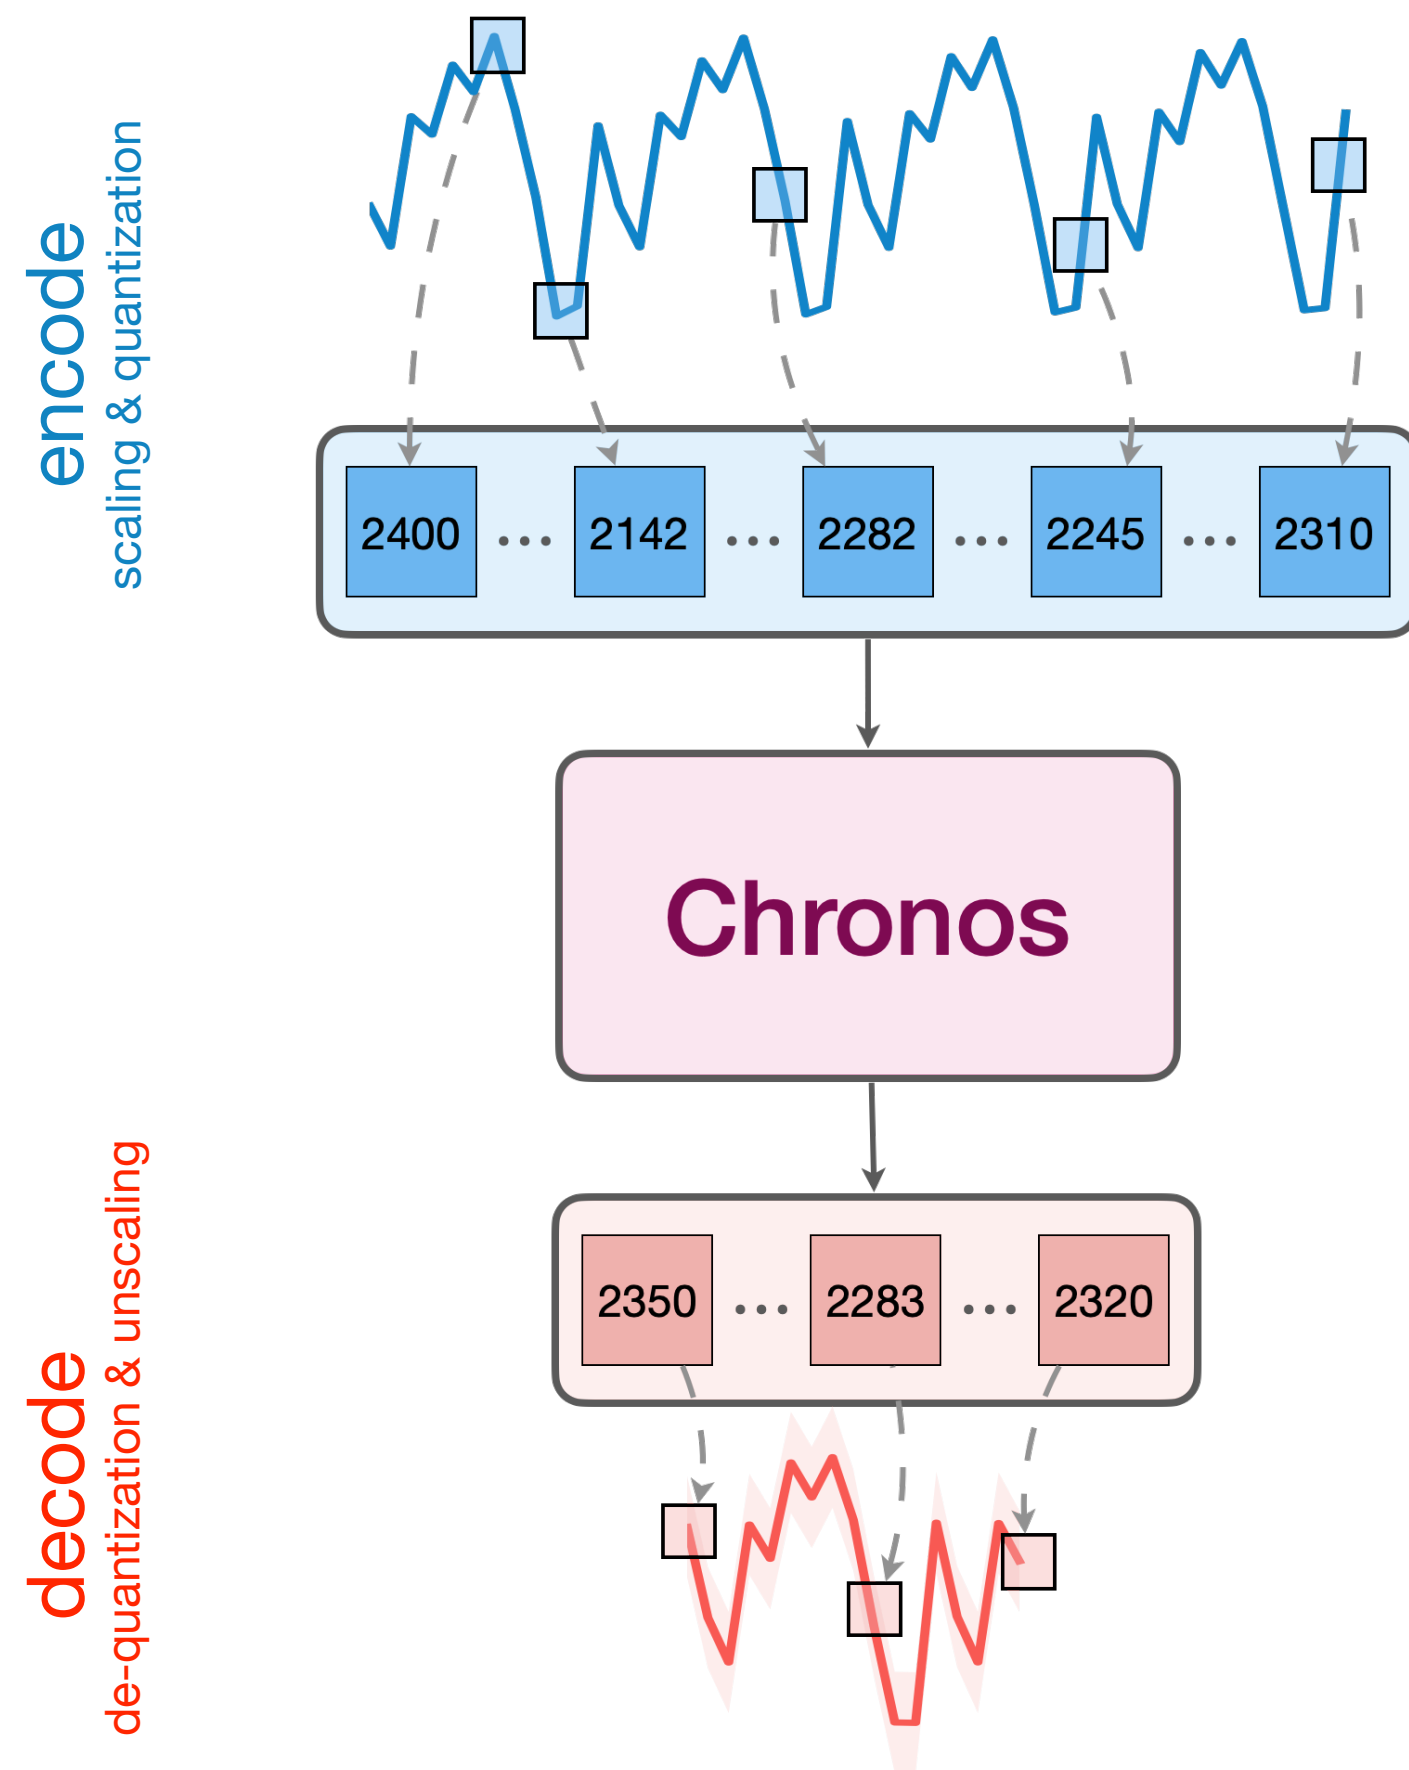 encode
scaling & quantization
2400 ... 2142 ... 2282 ... 2245 ... 2310
Chronos
decode
de-quantization & unscaling
2350 ... 2283 ... 2320